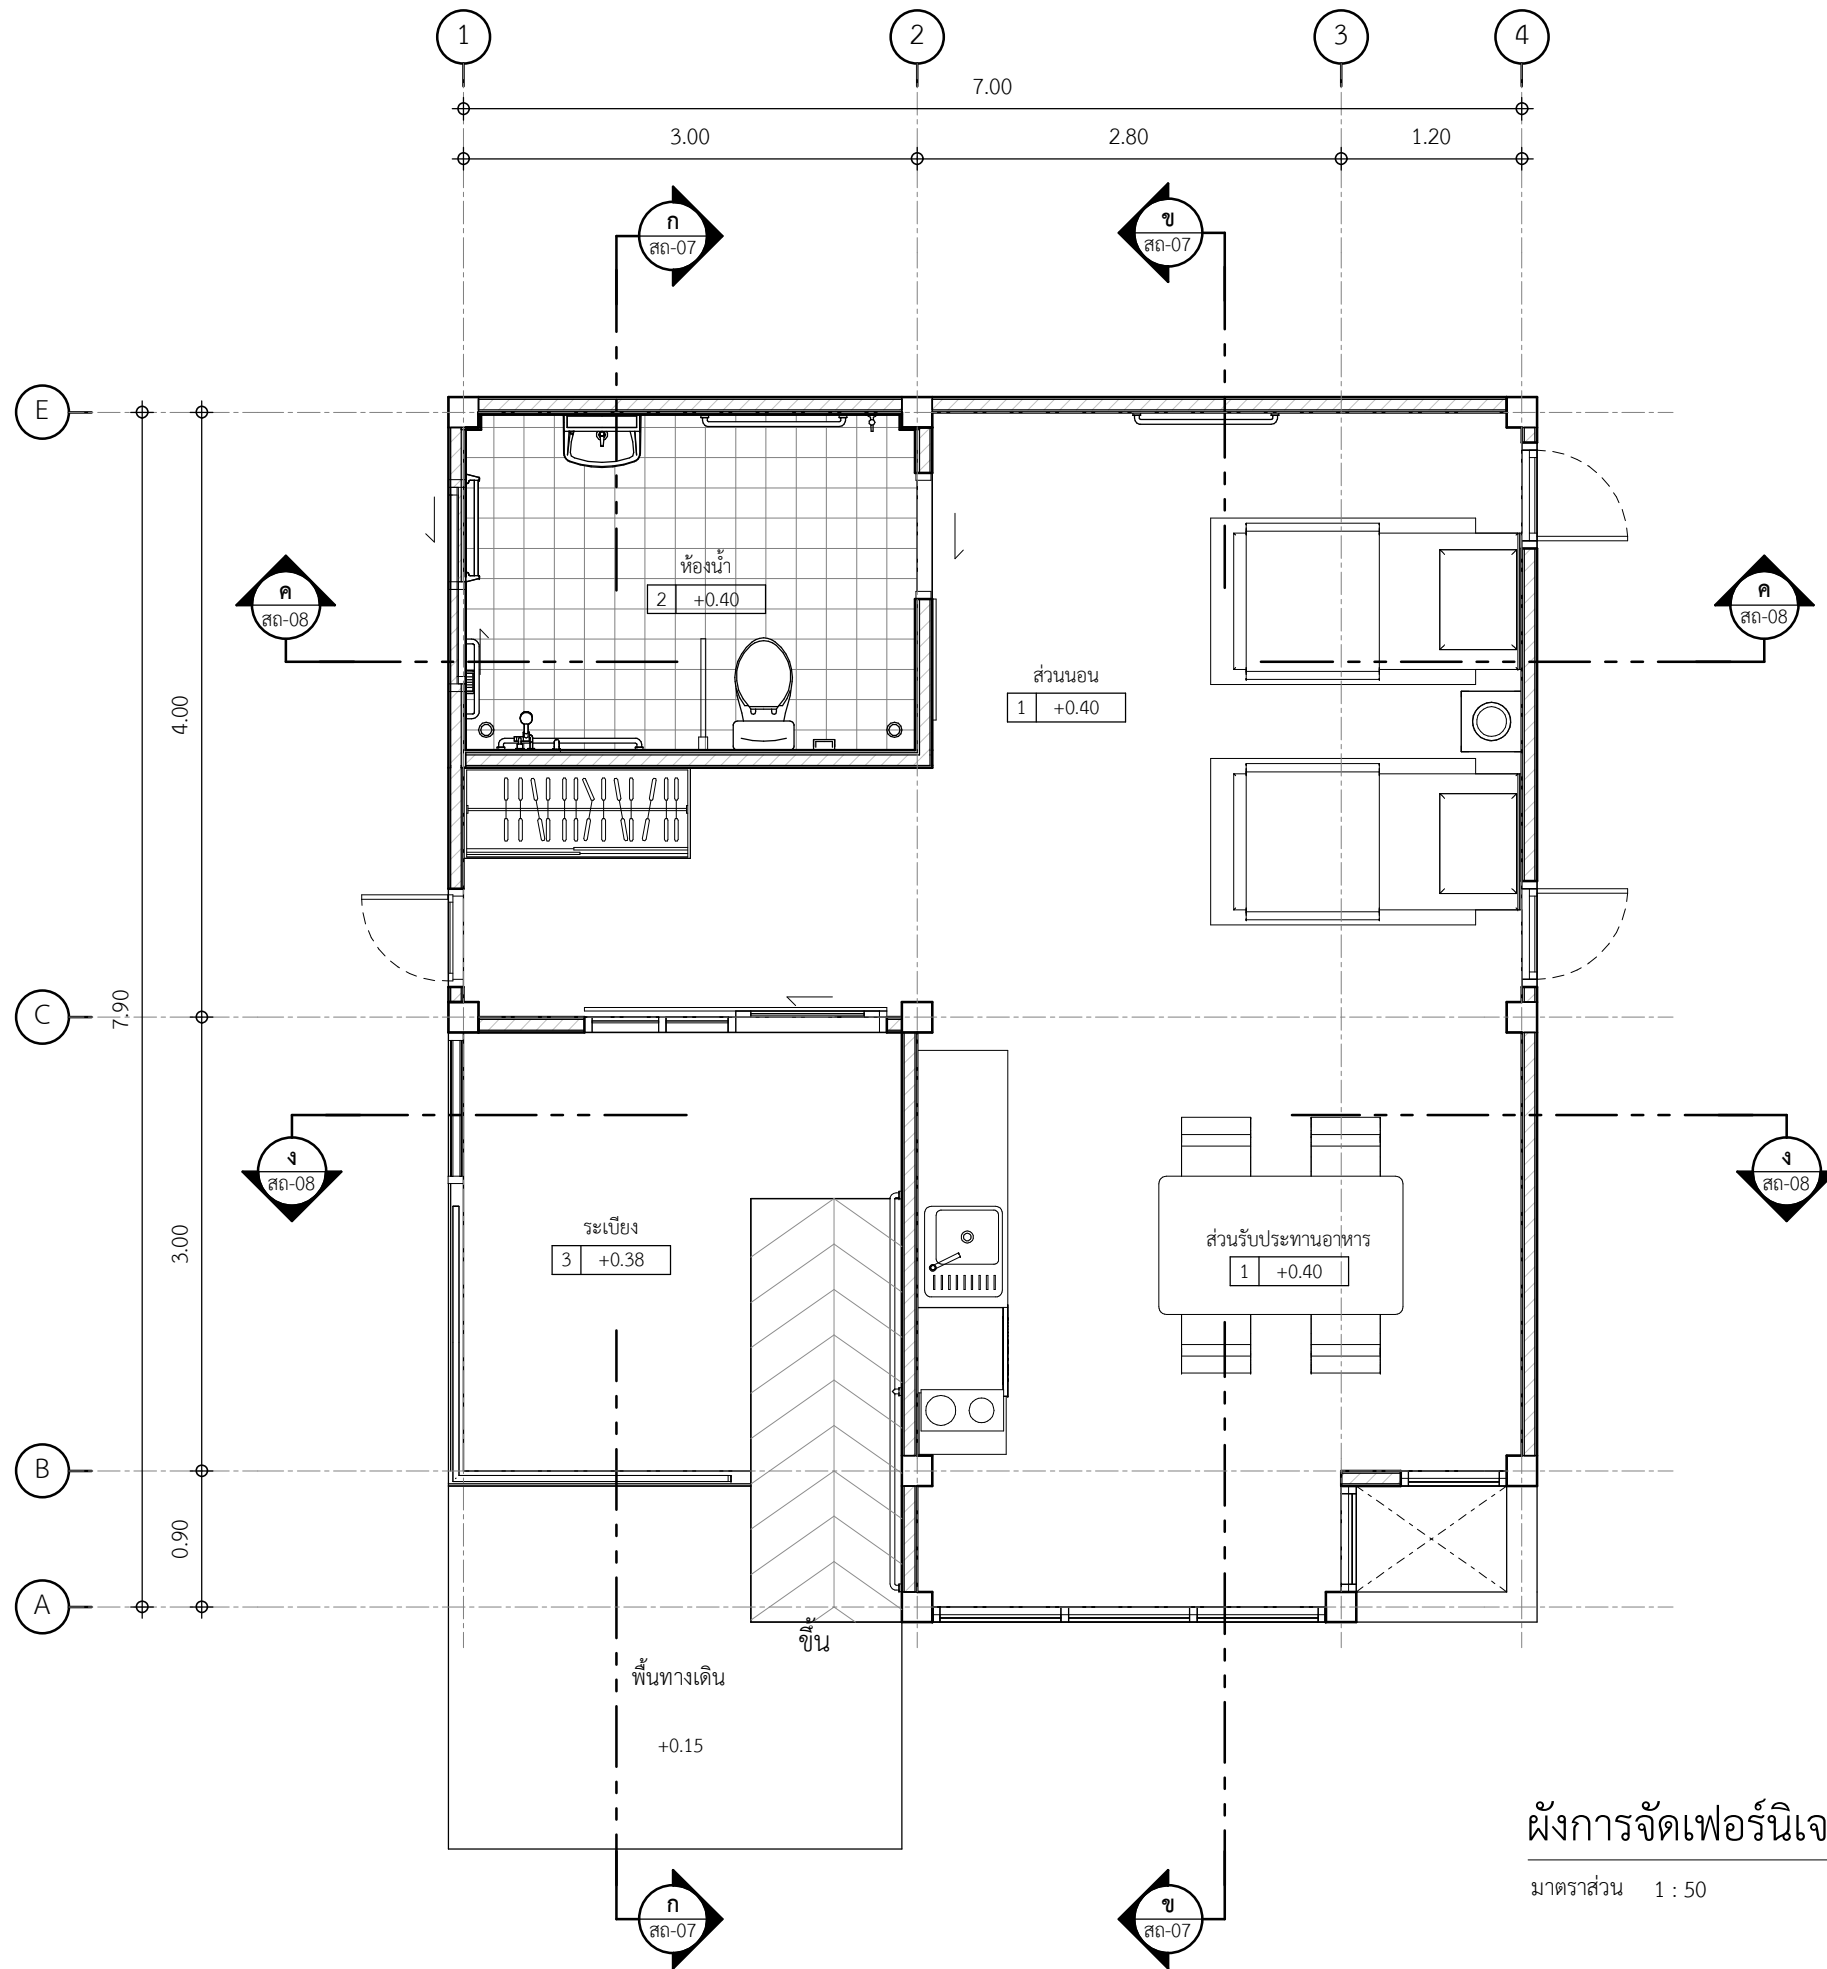 1
2
3
4
7.00
3.00
2.80
1.20
ก
สถ-07
ข
สถ-07
E
ห้องน้ำ
2 +0.40
ค
สถ-08
ค
สถ-08
ส่วนนอน
1 +0.40
4.00
7.90
C
ง
สถ-08
ง
สถ-08
ระเบียง
3 +0.38
ส่วนรับประทานอาหาร
1 +0.40
3.00
B
0.90
A
ขึ้น
พื้นทางเดิน
+0.15
ผังการจัดเฟอร์นิเจ
มาตราส่วน 1 : 50
ก
สถ-07
ข
สถ-07